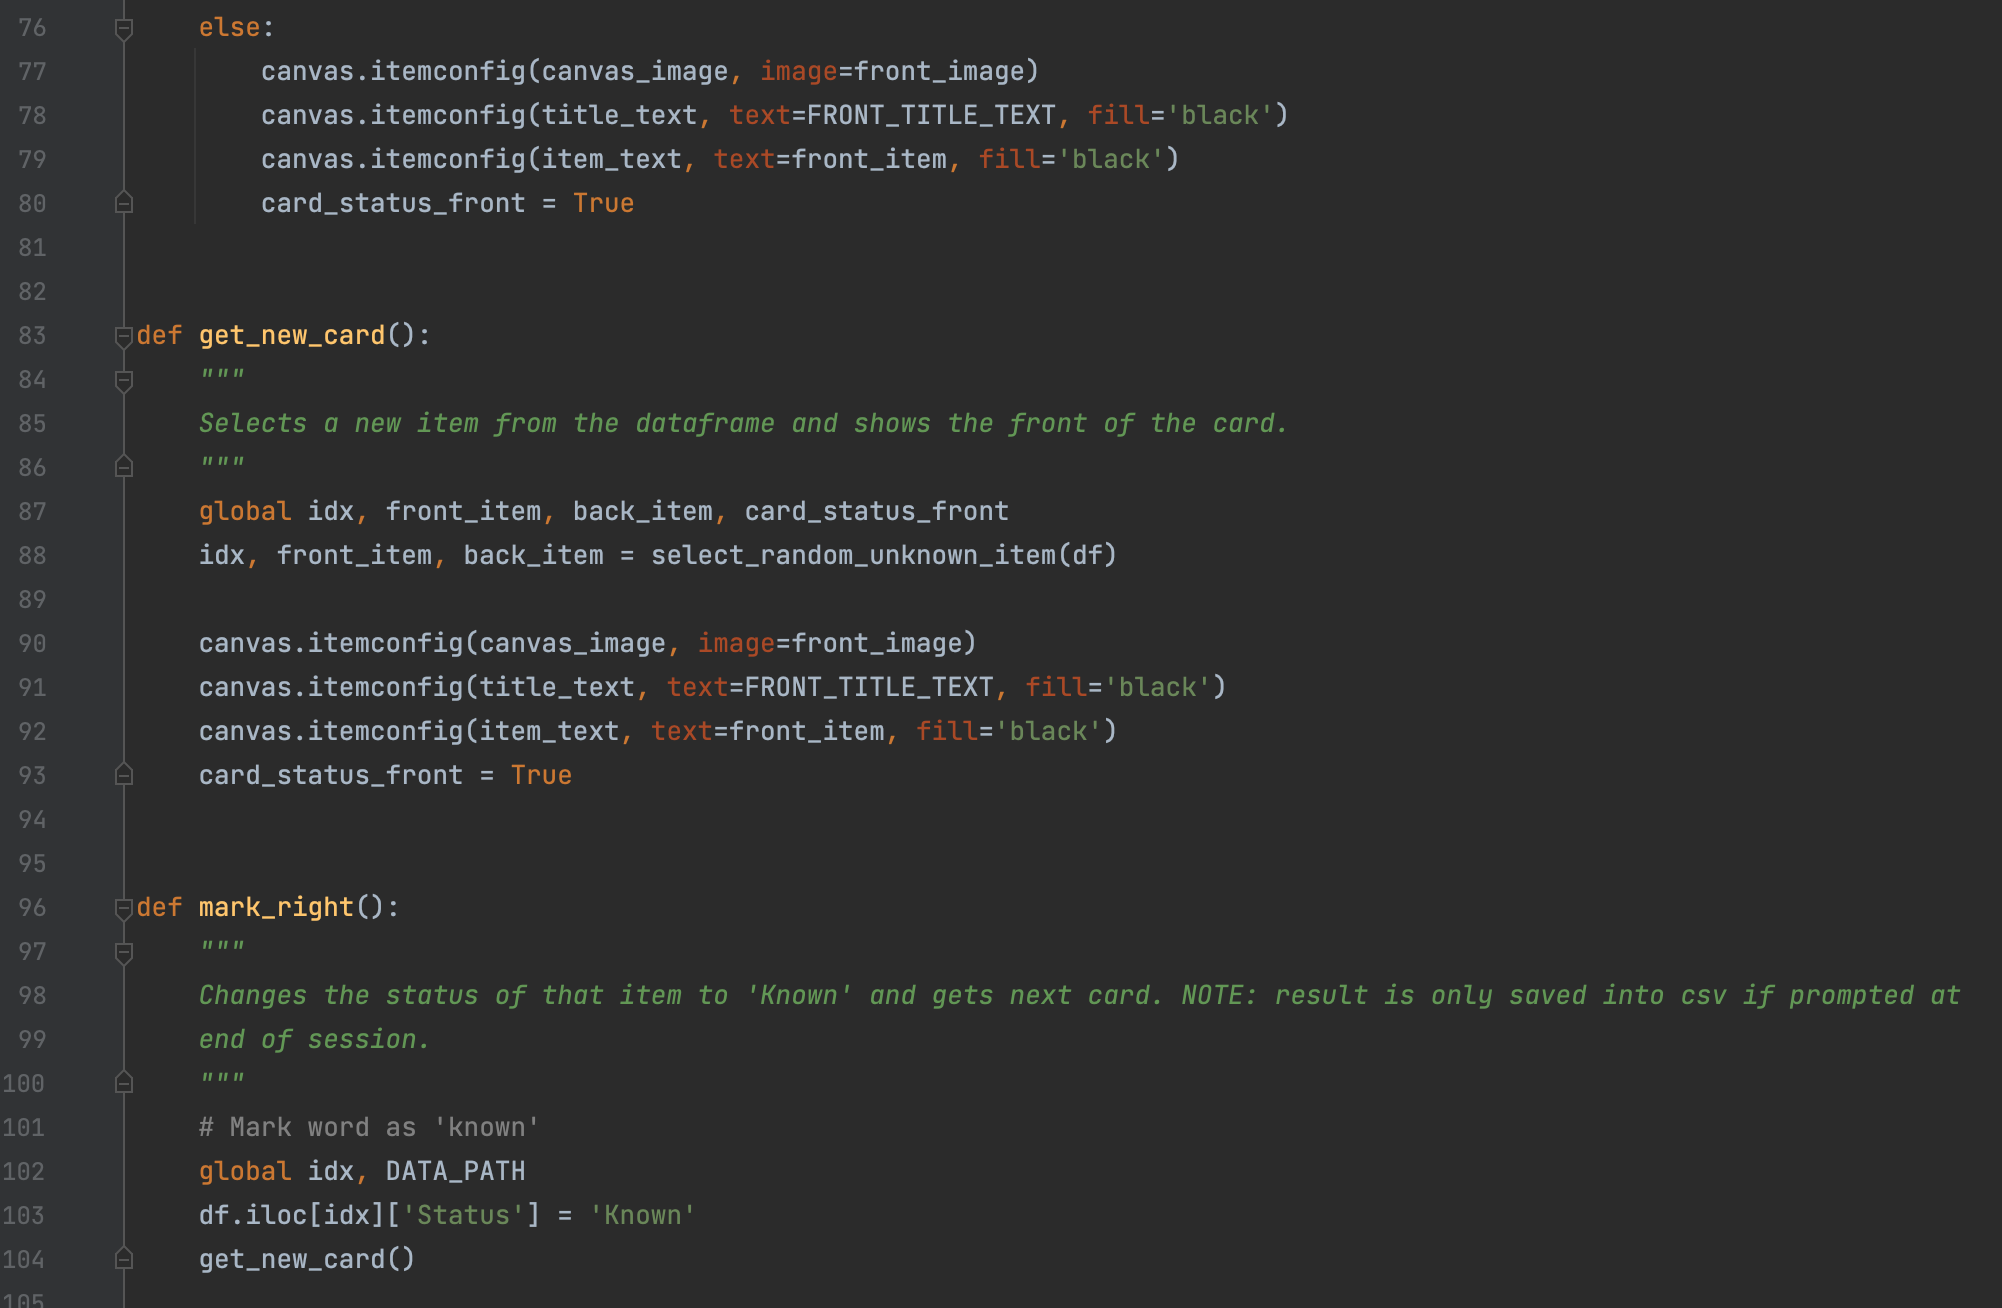 76     else:
77         canvas.itemconfig(canvas_image, image=front_image)
78         canvas.itemconfig(title_text, text=FRONT_TITLE_TEXT, fill='black')
79         canvas.itemconfig(item_text, text=front_item, fill='black')
80         card_status_front = True
81
82
83 def get_new_card():
84     """
85     Selects a new item from the dataframe and shows the front of the card.
86     """
87     global idx, front_item, back_item, card_status_front
88     idx, front_item, back_item = select_random_unknown_item(df)
89
90     canvas.itemconfig(canvas_image, image=front_image)
91     canvas.itemconfig(title_text, text=FRONT_TITLE_TEXT, fill='black')
92     canvas.itemconfig(item_text, text=front_item, fill='black')
93     card_status_front = True
94
95
96 def mark_right():
97     """
98     Changes the status of that item to 'Known' and gets next card. NOTE: result is only saved into csv if prompted at
99     end of session.
100     """
101     # Mark word as 'known'
102     global idx, DATA_PATH
103     df.iloc[idx]['Status'] = 'Known'
104     get_new_card()
105